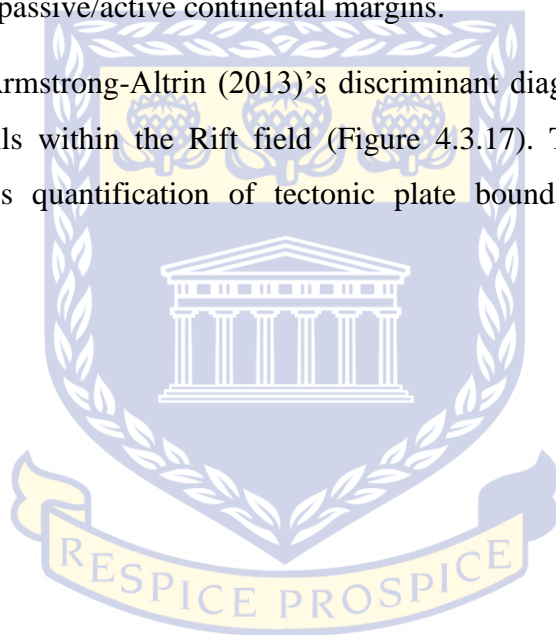 passive/active continental margins.
Armstrong-Altrin (2013)'s discriminant diag
lls within the Rift field (Figure 4.3.17). T
s quantification of tectonic plate bound
RESPICE PROSPICE